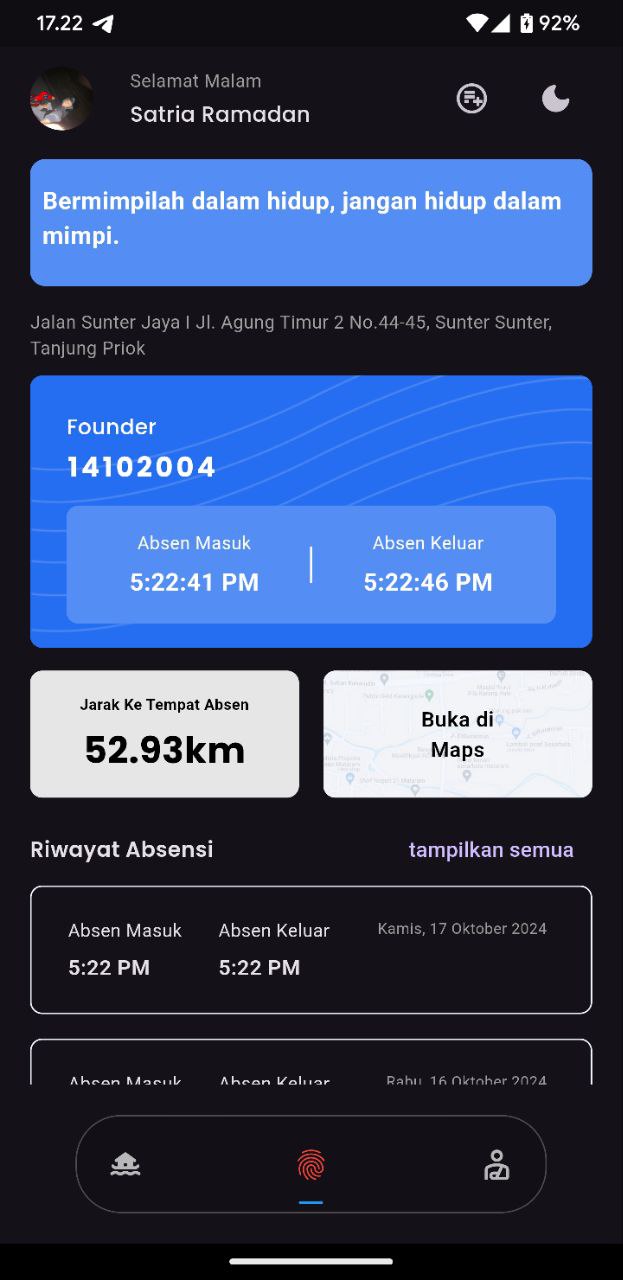 17.22
92%
Selamat Malam
Satria Ramadan
Bermimpilah dalam hidup, jangan hidup dalam
mimpi.
Jalan Sunter Jaya I Jl. Agung Timur 2 No.44-45, Sunter Sunter,
Tanjung Priok
Founder
14102004
Absen Masuk
Absen Keluar
5:22:41 PM
5:22:46 PM
Jarak Ke Tempat Absen
52.93km
Buka di
Maps
Riwayat Absensi
tampilkan semua
Absen Masuk
Absen Keluar
Kamis, 17 Oktober 2024
5:22 PM
5:22 PM
Absen Masuk
Absen Keluar
Rabu, 16 Oktober 2024